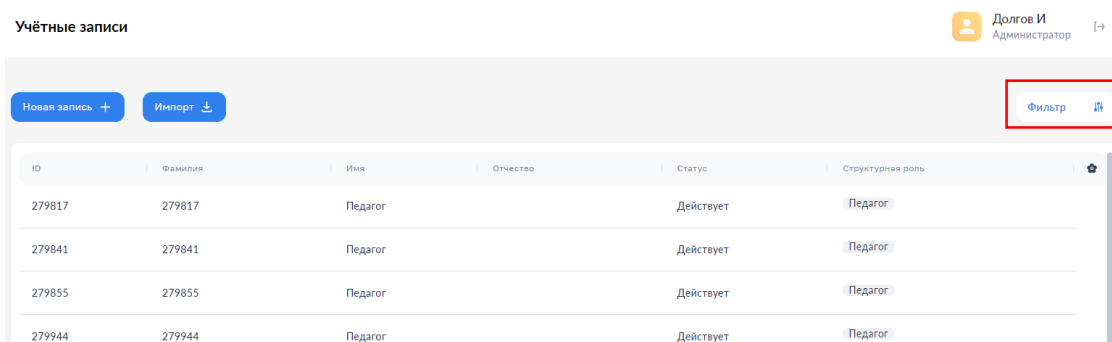 Учётные записи
Долгов И
Администратор
Новая запись
Импорт
Фильтр
ID Фамилия Имя Отчество Статус Структурная роль
279817 279817 Педагог Действует Педагог
279841 279841 Педагог Действует Педагог
279855 279855 Педагог Действует Педагог
279944 279944 Педагог Действует Педагог